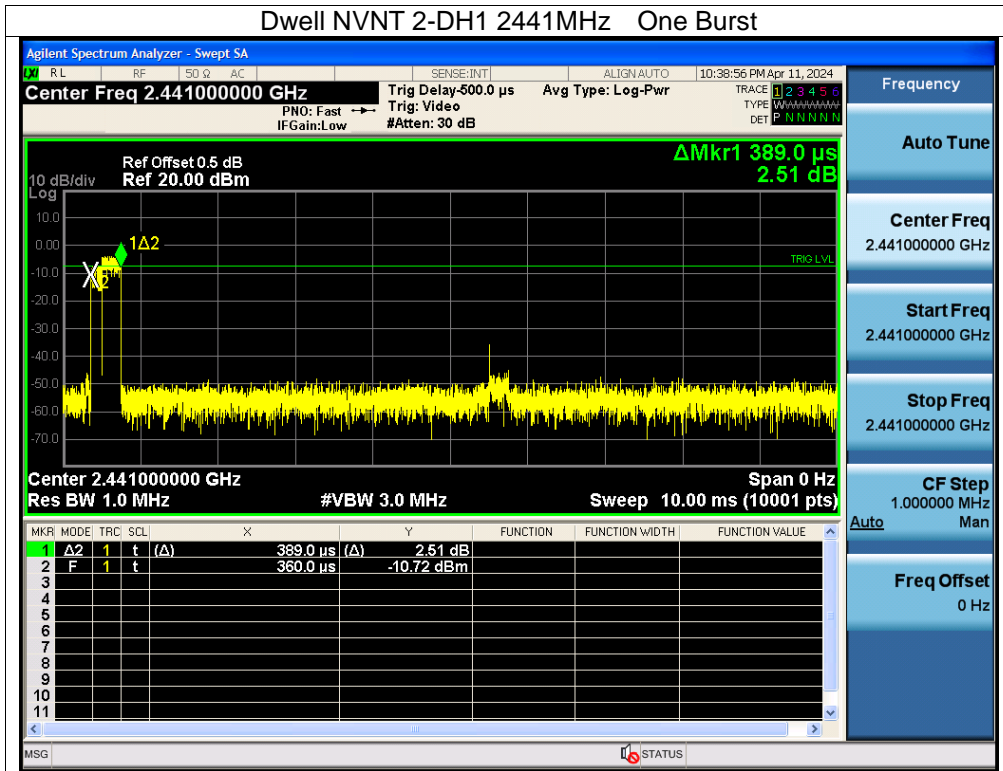 Dwell NVNT 2-DH1 2441MHz One Burst
Agilent Spectrum Analyzer - Swept SA
LXI RL RF 50 Ω AC SENSE:INT ALIGN AUTO 10:38:56 PM Apr 11, 2024
Center Freq 2.441000000 GHz Trig Delay-500.0 µs Avg Type: Log-Pwr TRACE 1 2 3 4 5 6
PNO: Fast Trig: Video TYPE WWWWWW
IFGain:Low #Atten: 30 dB DET P N N N N N
Frequency
Auto Tune
Center Freq
2.441000000 GHz
Start Freq
2.441000000 GHz
Stop Freq
2.441000000 GHz
CF Step
1.000000 MHz
Auto Man
Freq Offset
0 Hz
ΔMkr1 389.0 µs
2.51 dB
Ref Offset 0.5 dB
10 dB/div Ref 20.00 dBm
Log
10.0
0.00
-10.0
-20.0
-30.0
-40.0
-50.0
-60.0
-70.0
1Δ2
X2
TRIG LVL
Center 2.441000000 GHz Span 0 Hz
Res BW 1.0 MHz #VBW 3.0 MHz Sweep 10.00 ms (10001 pts)
MKR MODE TRC SCL X Y FUNCTION FUNCTION WIDTH FUNCTION VALUE
1 Δ2 1 t (Δ) 389.0 µs (Δ) 2.51 dB
2 F 1 t 360.0 µs -10.72 dBm
3
4
5
6
7
8
9
10
11
MSG STATUS